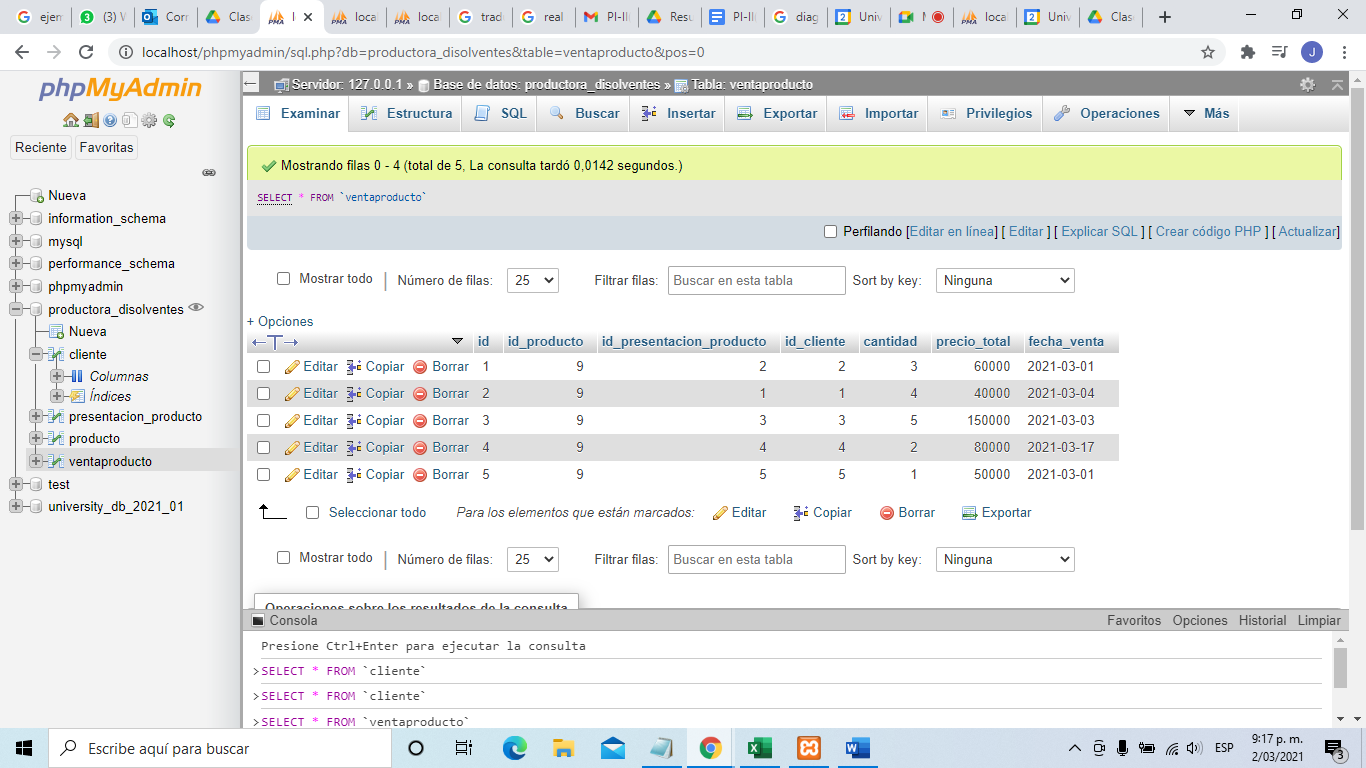 ejem (3) W Corr Clase l local local tradu real PI-II( Resu PI-II( diag Univ M local Univ Clas
localhost/phpmyadmin/sql.php?db=productora_disolventes&table=ventaproducto&pos=0 J
phpMyAdmin
Servidor: 127.0.0.1 » Base de datos: productora_disolventes » Tabla: ventaproducto
Examinar Estructura SQL Buscar Insertar Exportar Importar Privilegios Operaciones Más
Reciente Favoritas
Nueva
information_schema
mysql
performance_schema
phpmyadmin
productora_disolventes
Nueva
cliente
Columnas
Índices
presentacion_producto
producto
ventaproducto
test
university_db_2021_01
Mostrando filas 0 - 4 (total de 5, La consulta tardó 0,0142 segundos.)
SELECT * FROM `ventaproducto`
Perfilando [Editar en línea] [ Editar ] [ Explicar SQL ] [ Crear código PHP ] [ Actualizar]
Mostrar todo | Número de filas: 25 Filtrar filas: Buscar en esta tabla Sort by key: Ninguna
+ Opciones
←T→ id id_producto id_presentacion_producto id_cliente cantidad precio_total fecha_venta
Editar Copiar Borrar 1 9 2 2 3 60000 2021-03-01
Editar Copiar Borrar 2 9 1 1 4 40000 2021-03-04
Editar Copiar Borrar 3 9 3 3 5 150000 2021-03-03
Editar Copiar Borrar 4 9 4 4 2 80000 2021-03-17
Editar Copiar Borrar 5 9 5 5 1 50000 2021-03-01
Seleccionar todo Para los elementos que están marcados: Editar Copiar Borrar Exportar
Mostrar todo | Número de filas: 25 Filtrar filas: Buscar en esta tabla Sort by key: Ninguna
Operaciones sobre los resultados de la consulta
Consola Favoritos Opciones Historial Limpiar
Presione Ctrl+Enter para ejecutar la consulta
>SELECT * FROM `cliente`
>SELECT * FROM `cliente`
>SELECT * FROM `ventaproducto`
Escribe aquí para buscar ESP 9:17 p. m.
2/03/2021 3